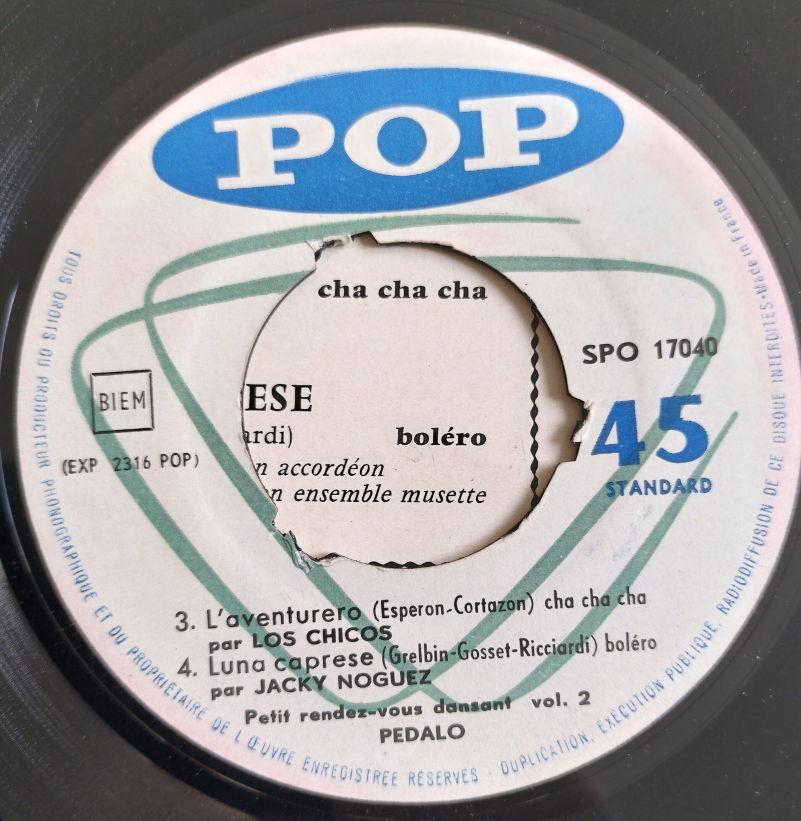 POP
cha cha cha
SPO 17040
BIEM
ESE
45
ardi)
boléro
STANDARD
(EXP 2316 POP)
n accordéon
n ensemble musette
3. L'aventurero (Esperon-Cortazon) cha cha cha
par LOS CHICOS
4. Luna caprese (Grelbin-Gosset-Ricciardi) boléro
par JACKY NOGUEZ
Petit rendez-vous dansant vol. 2
PEDALO
TOUS DROITS DU PRODUCTEUR PHONOGRAPHIQUE ET DU PROPRIETAIRE DE L'ŒUVRE ENREGISTREE RESERVES - DUPLICATION, EXECUTION PUBLIQUE, RADIODIFFUSION DE CE DISQUE INTERDITES • Made in France